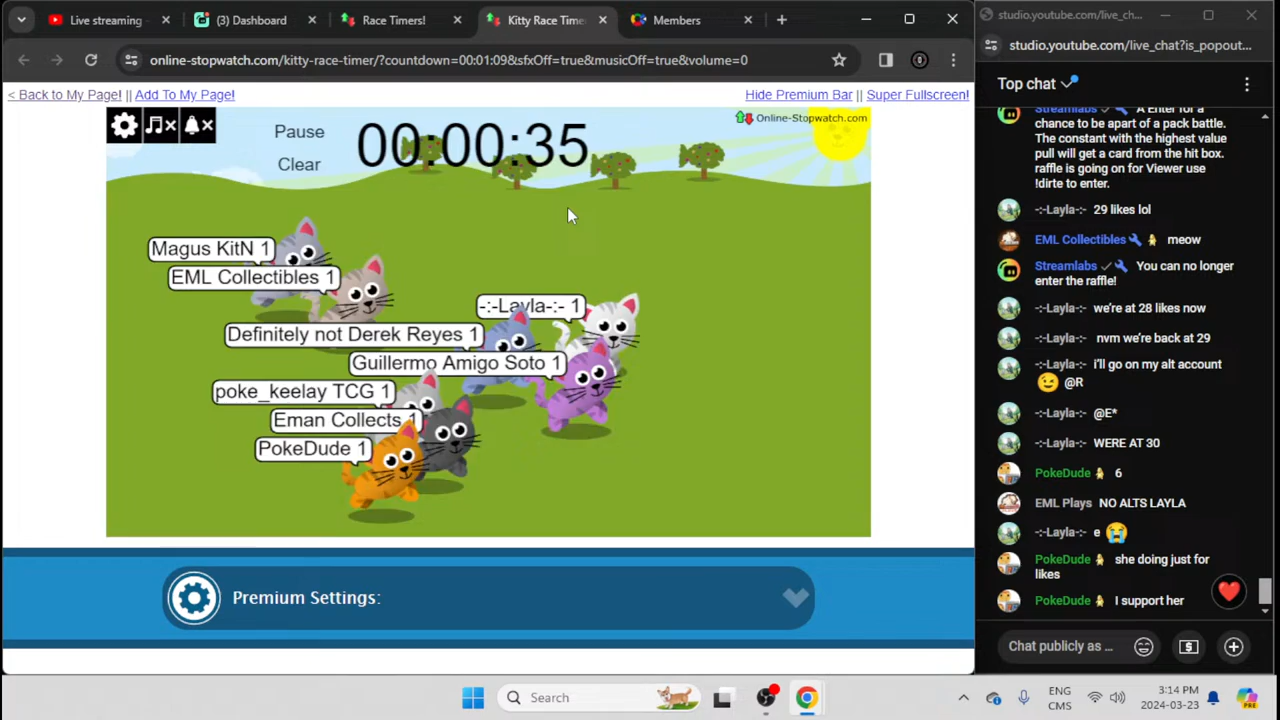 Live streaming
(3) Dashboard
Race Timers!
Kitty Race Time
Members
online-stopwatch.com/kitty-race-timer/?countdown=00:01:09&sfxOff=true&musicOff=true&volume=0
< Back to My Page! || Add To My Page!
Hide Premium Bar || Super Fullscreen!
Pause
Clear
00:00:35
Online-Stopwatch.com
Magus KitN 1
EML Collectibles 1
-:-Layla-:- 1
Definitely not Derek Reyes 1
Guillermo Amigo Soto 1
poke_keelay TCG 1
Eman Collects 1
PokeDude 1
Premium Settings:
studio.youtube.com/live_ch...
studio.youtube.com/live_chat?is_popout...
Top chat
Streamlabs A Enter for a
chance to be apart of a pack battle.
The constant with the highest value
pull will get a card from the hit box.
raffle is going on for Viewer use
!dirte to enter.
-:-Layla-:- 29 likes lol
EML Collectibles meow
Streamlabs You can no longer
enter the raffle!
-:-Layla-:- we're at 28 likes now
-:-Layla-:- nvm we're back at 29
-:-Layla-:- i'll go on my alt account
@R
-:-Layla-:- @E*
-:-Layla-:- WERE AT 30
PokeDude 6
EML Plays NO ALTS LAYLA
-:-Layla-:- e
PokeDude she doing just for
likes
PokeDude I support her
Chat publicly as ...
Search
ENG
CMS
3:14 PM
2024-03-23
PRE